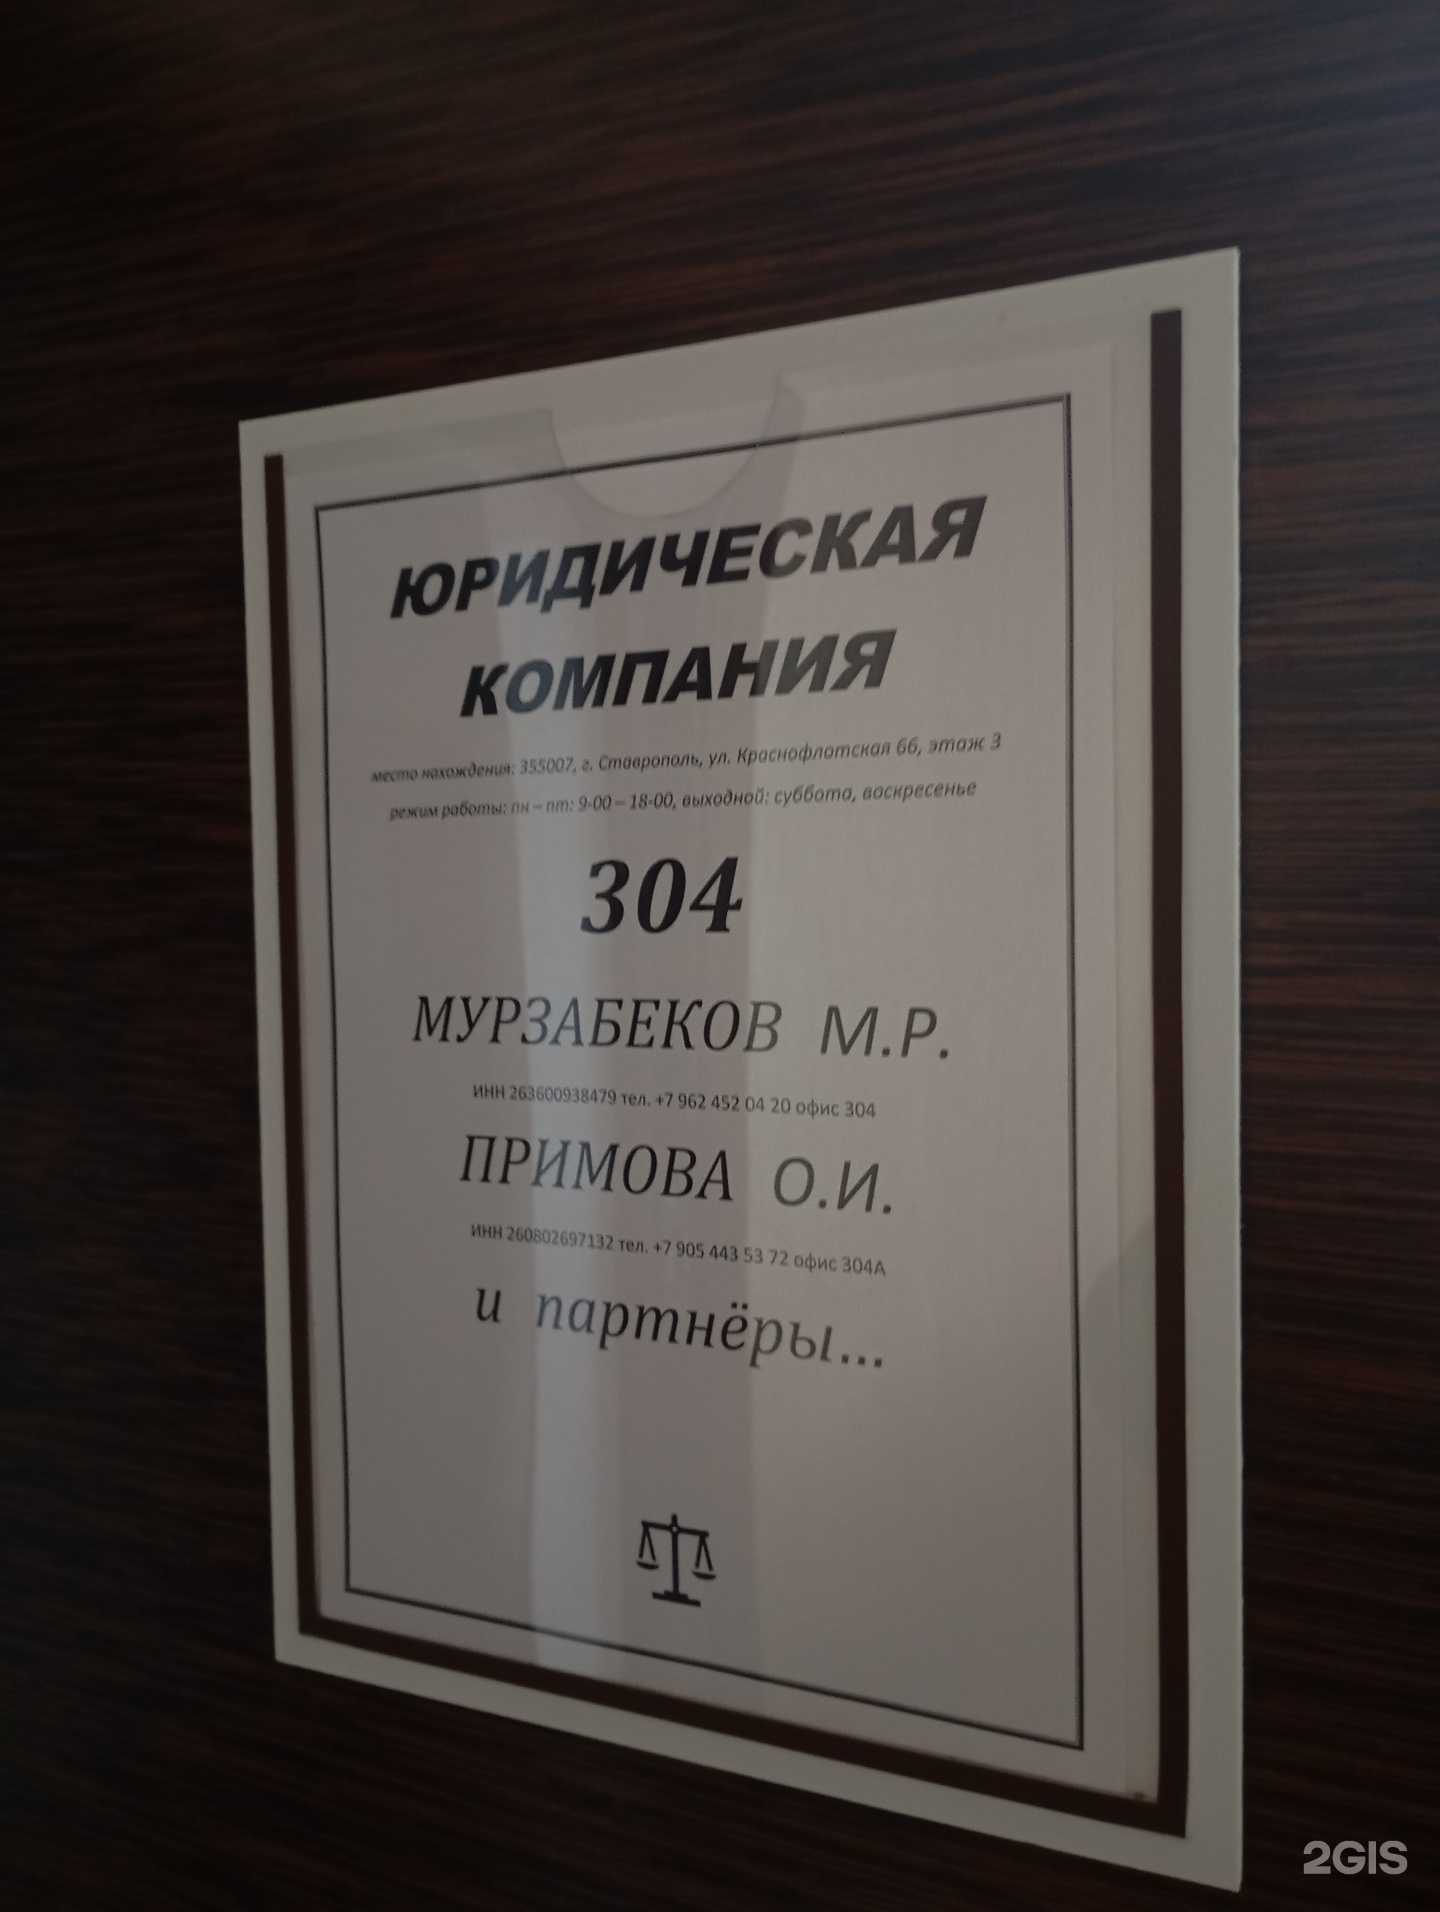 ЮРИДИЧЕСКАЯ
КОМПАНИЯ
место нахождения: 355007, г. Ставрополь, ул. Краснофлотская 66, этаж 3
режим работы: пн – пт: 9-00 – 18-00, выходной: суббота, воскресенье
304
МУРЗАБЕКОВ М.Р.
ИНН 263600938479 тел. +7 962 452 04 20 офис 304
ПРИМОВА О.И.
ИНН 260802697132 тел. +7 905 443 53 72 офис 304А
и партнёры...
2GIS